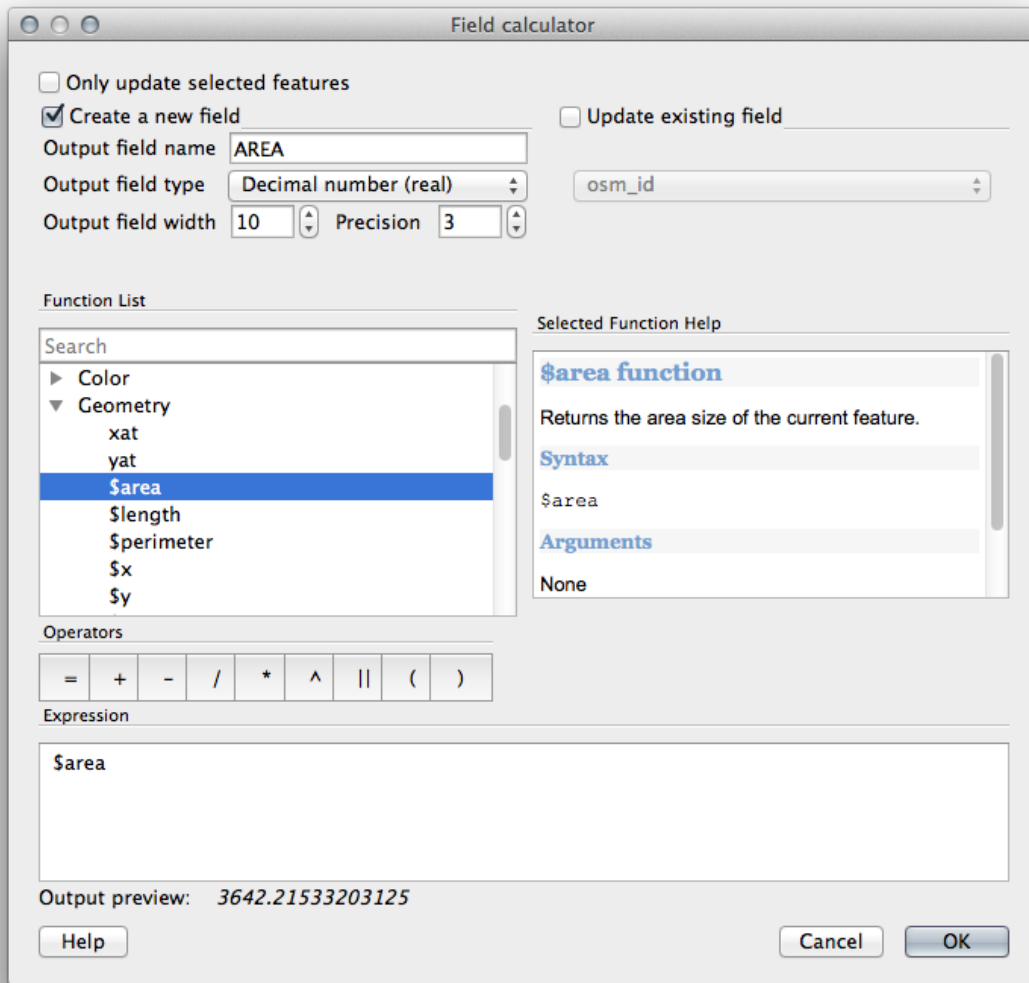 Field calculator
Only update selected features
Create a new field
Update existing field
Output field name AREA
Output field type Decimal number (real)
osm_id
Output field width 10 Precision 3
Function List
Search
Color
Geometry
xat
yat
$area
$length
$perimeter
$x
$y
Selected Function Help
$area function
Returns the area size of the current feature.
Syntax
$area
Arguments
None
Operators
= + - / * ^ || ( )
Expression
$area
Output preview: 3642.21533203125
Help
Cancel
OK